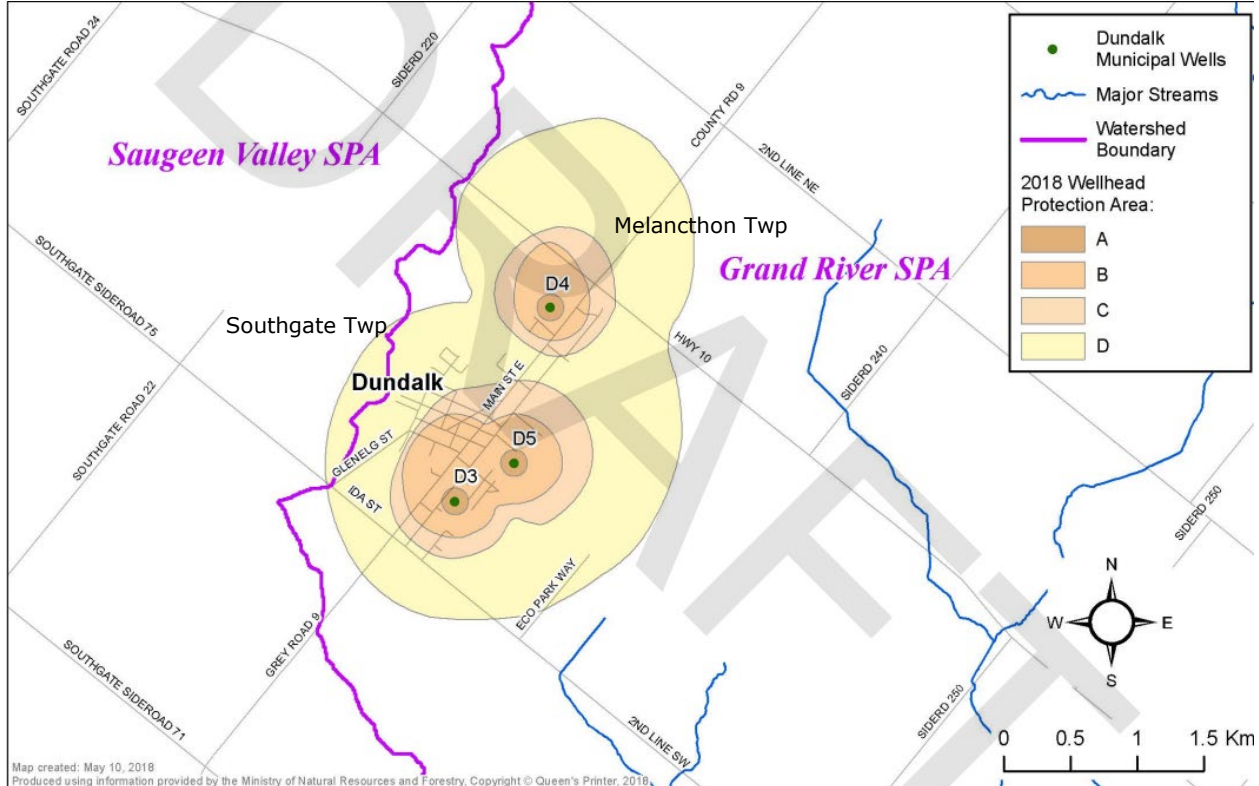 SOUTHGATE ROAD 24
SIDERD 220
COUNTY RD 9
2ND LINE NE
Saugeen Valley SPA
Melancthon Twp
Grand River SPA
SOUTHGATE SIDEROAD 75
D4
Southgate Twp
HWY 10
SIDERD 240
Dundalk
MAIN ST E
SOUTHGATE ROAD 22
GLENELG ST
D5
D3
IDA ST
SIDERD 250
ECO PARK WAY
GREY ROAD 9
SOUTHGATE SIDEROAD 71
2ND LINE SW
SIDERD 250
DRAFT
Dundalk
Municipal Wells
Major Streams
Watershed
Boundary
2018 Wellhead
Protection Area:
A
B
C
D
N
W
E
S
0 0.5 1 1.5 Km
Map created: May 10, 2018
Produced using information provided by the Ministry of Natural Resources and Forestry, Copyright © Queen's Printer, 2018.